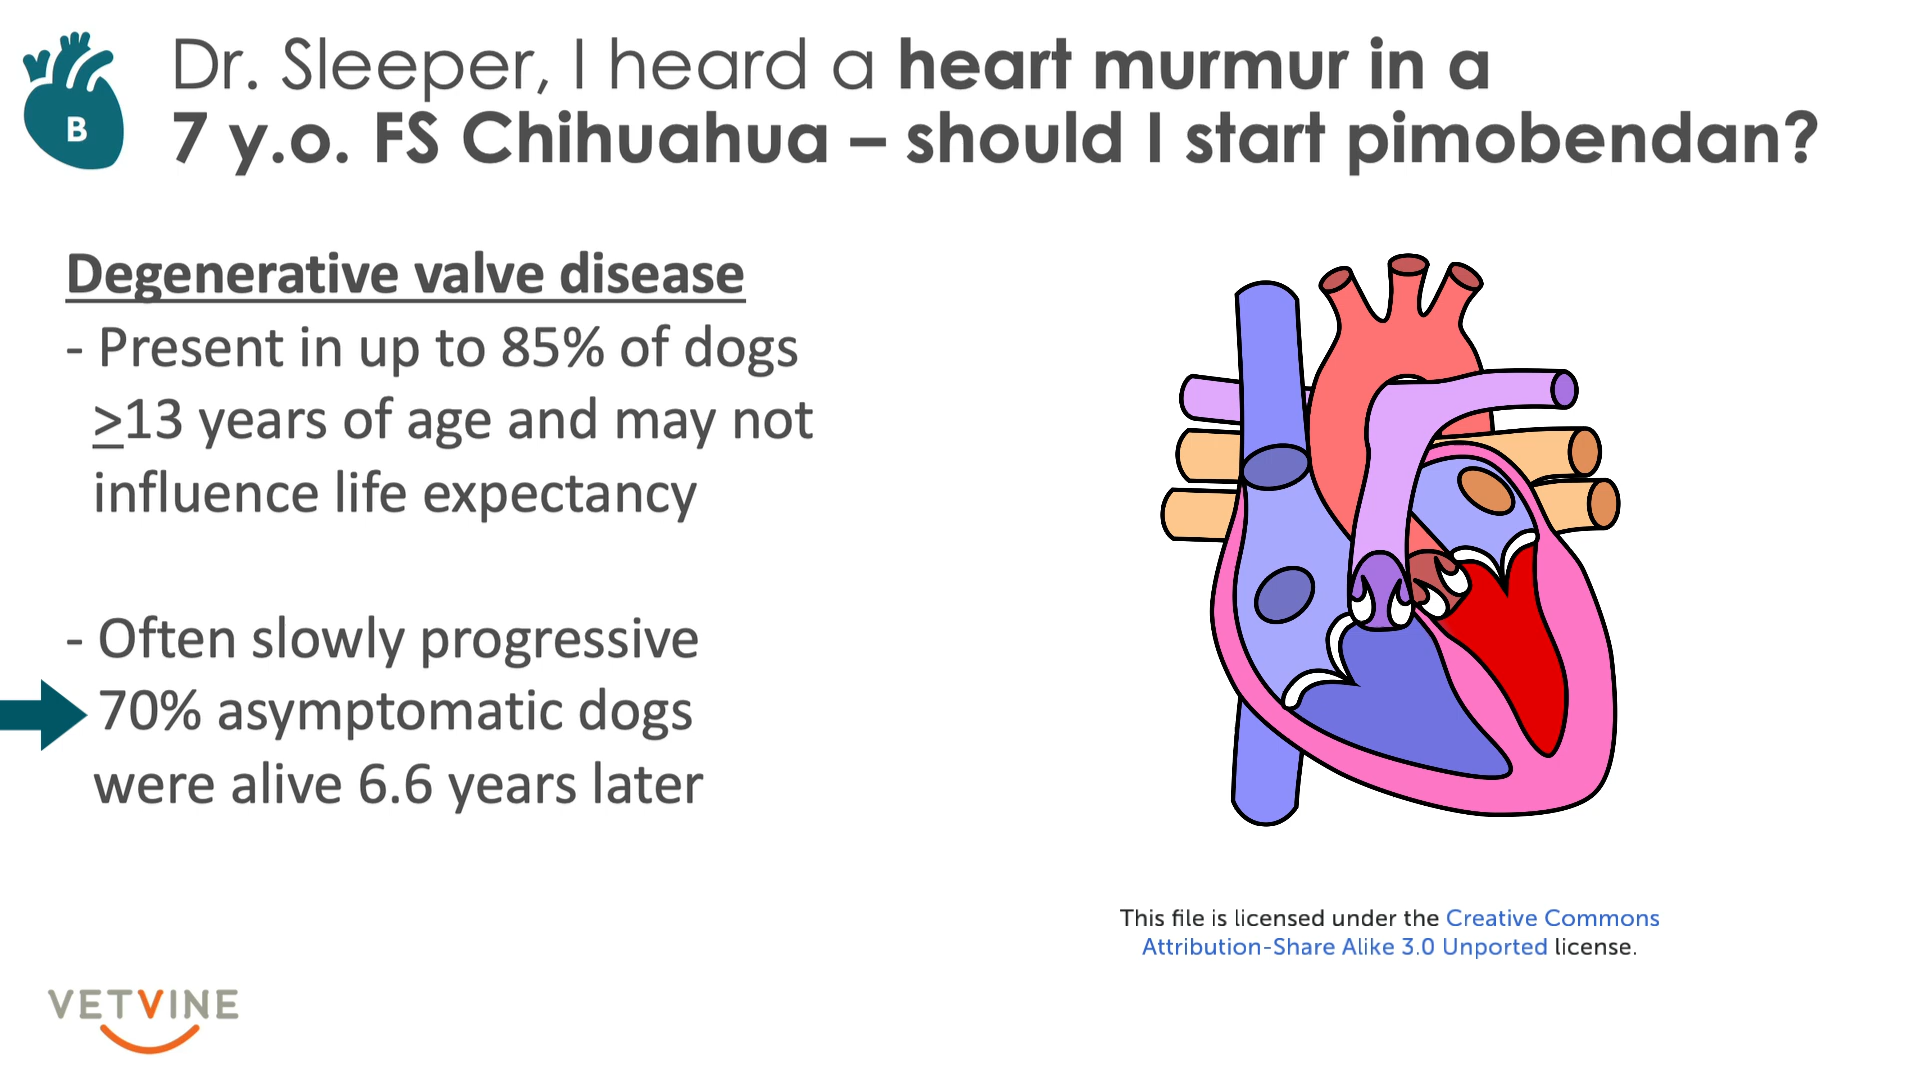 B
Dr. Sleeper, I heard a heart murmur in a
7 y.o. FS Chihuahua – should I start pimobendan?
Degenerative valve disease
- Present in up to 85% of dogs
≥13 years of age and may not
influence life expectancy
- Often slowly progressive
70% asymptomatic dogs
were alive 6.6 years later
This file is licensed under the Creative Commons
Attribution-Share Alike 3.0 Unported license.
VETVINE